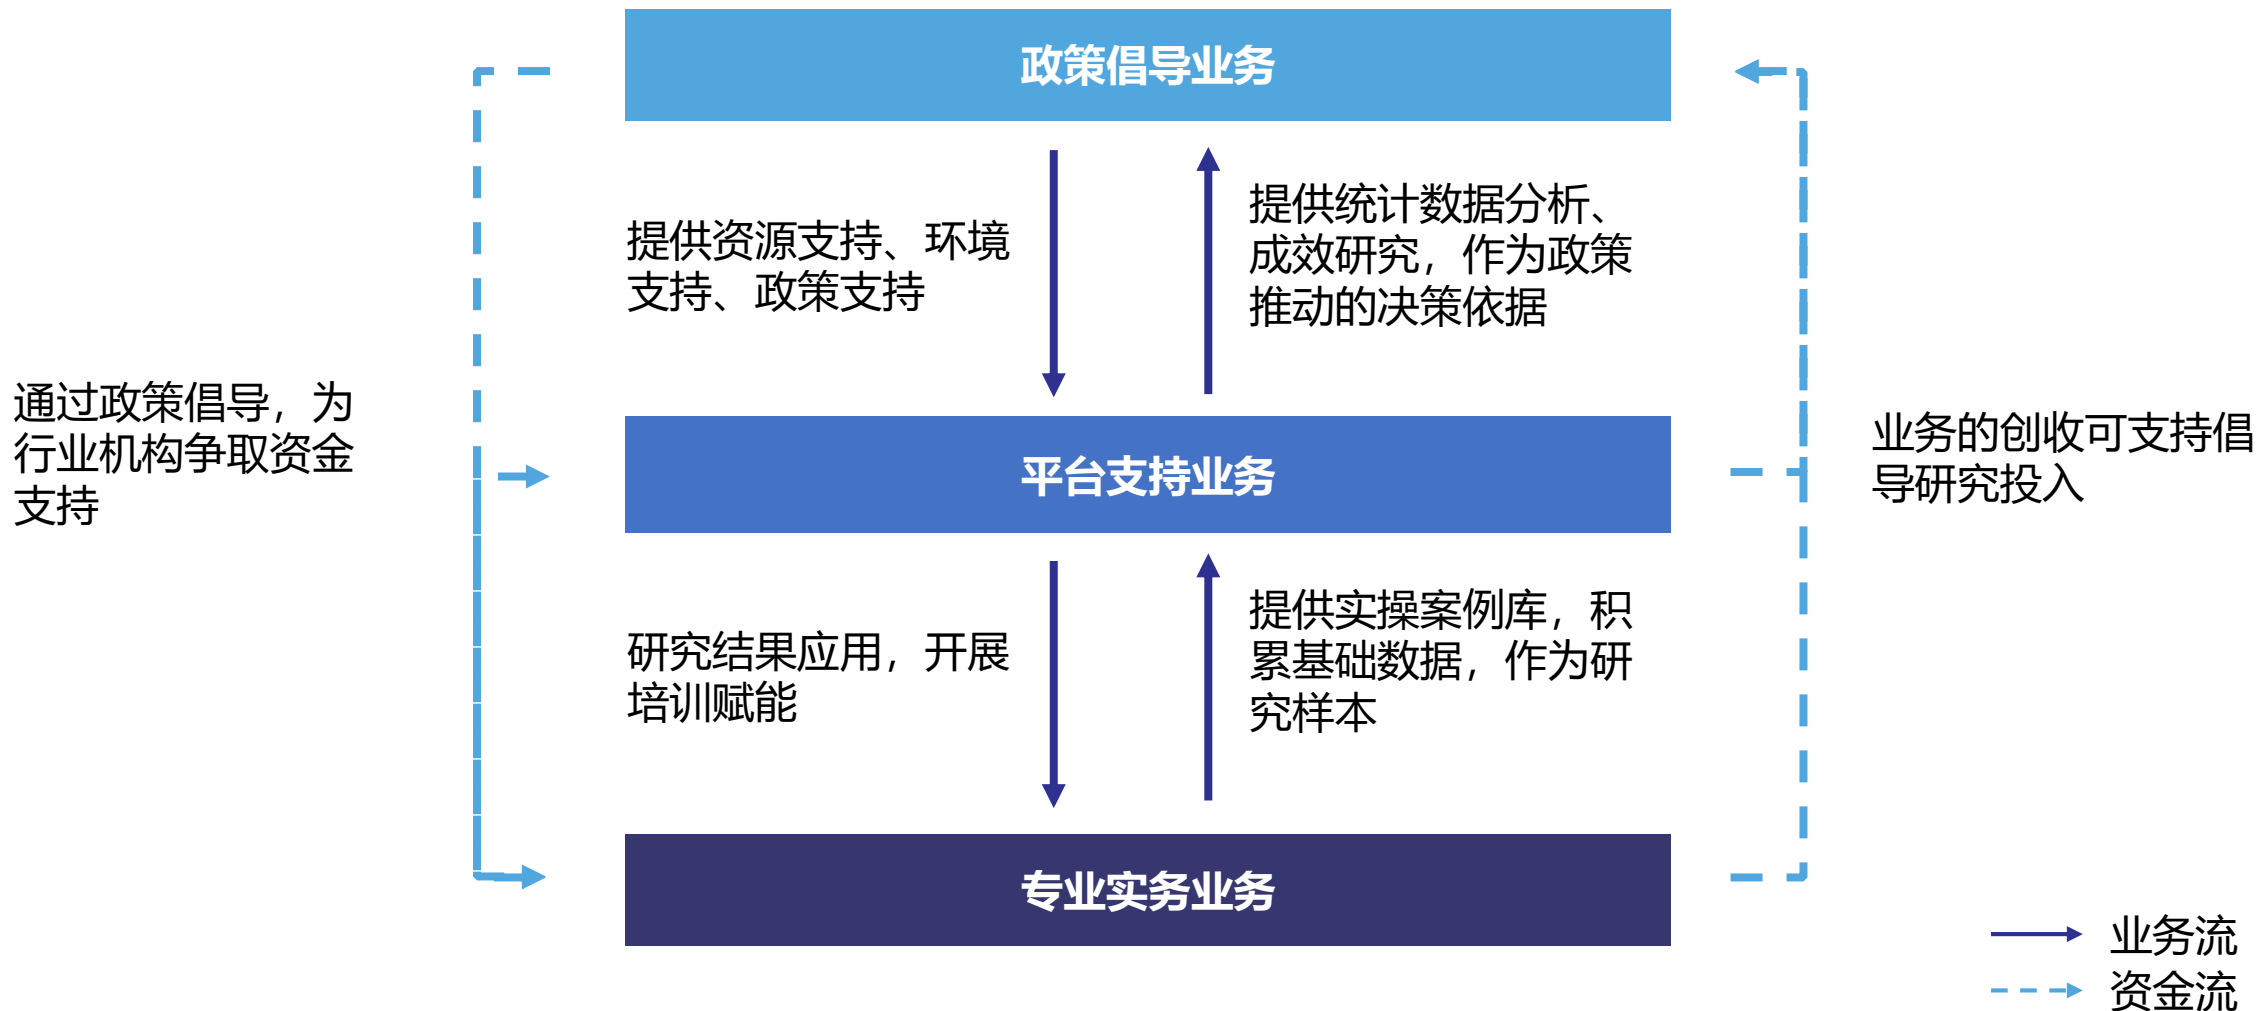 政策倡导业务
提供资源支持、环境
支持、政策支持
提供统计数据分析、
成效研究，作为政策
推动的决策依据
通过政策倡导，为
行业机构争取资金
支持
平台支持业务
业务的创收可支持倡
导研究投入
研究结果应用，开展
培训赋能
提供实操案例库，积
累基础数据，作为研
究样本
专业实务业务
业务流
资金流